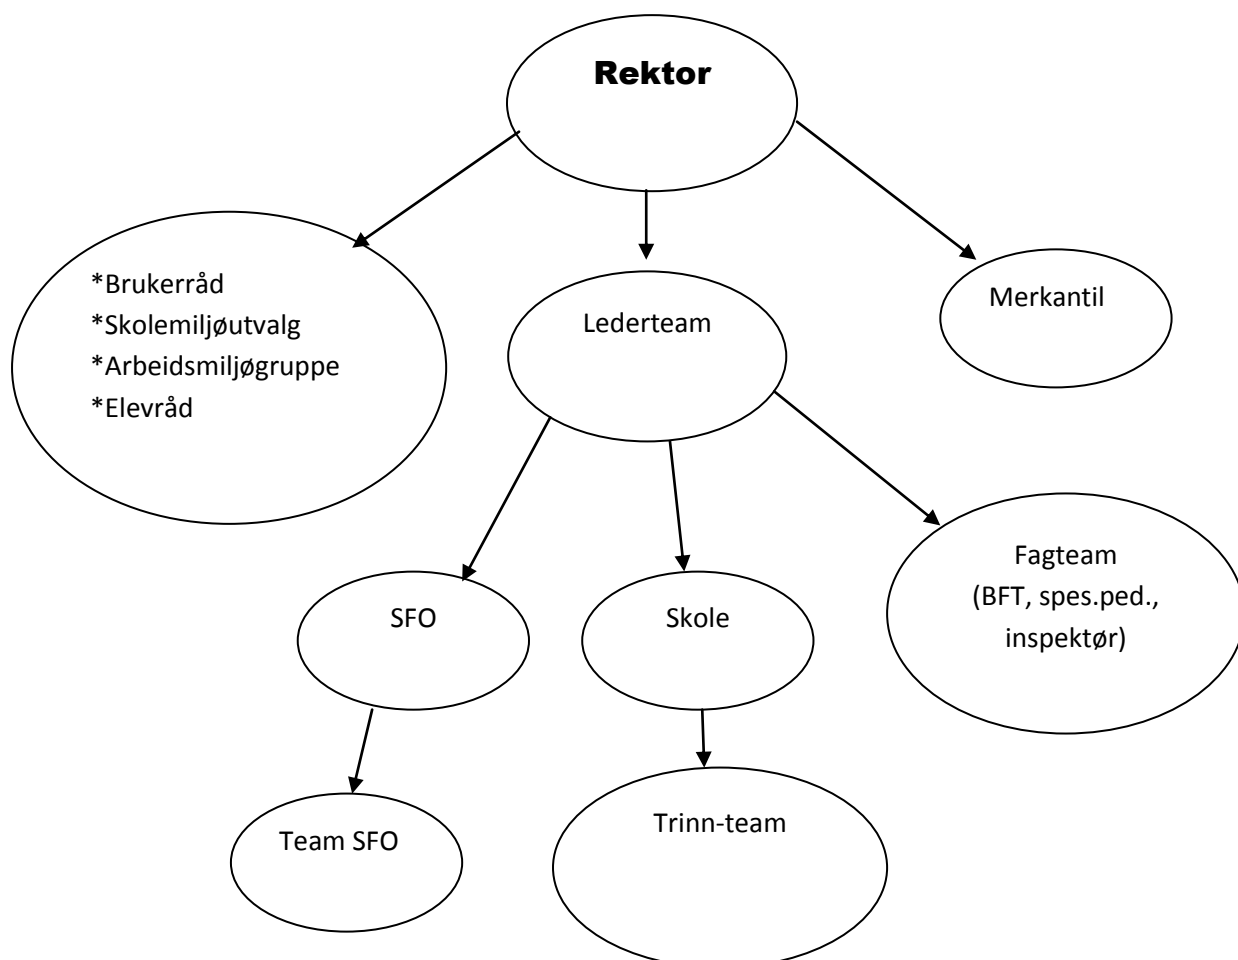 Rektor
*Brukerråd
*Skolemiljøutvalg
*Arbeidsmiljøgruppe
*Elevråd
Lederteam
Merkantil
SFO
Skole
Fagteam
(BFT, spes.ped.,
inspektør)
Team SFO
Trinn-team